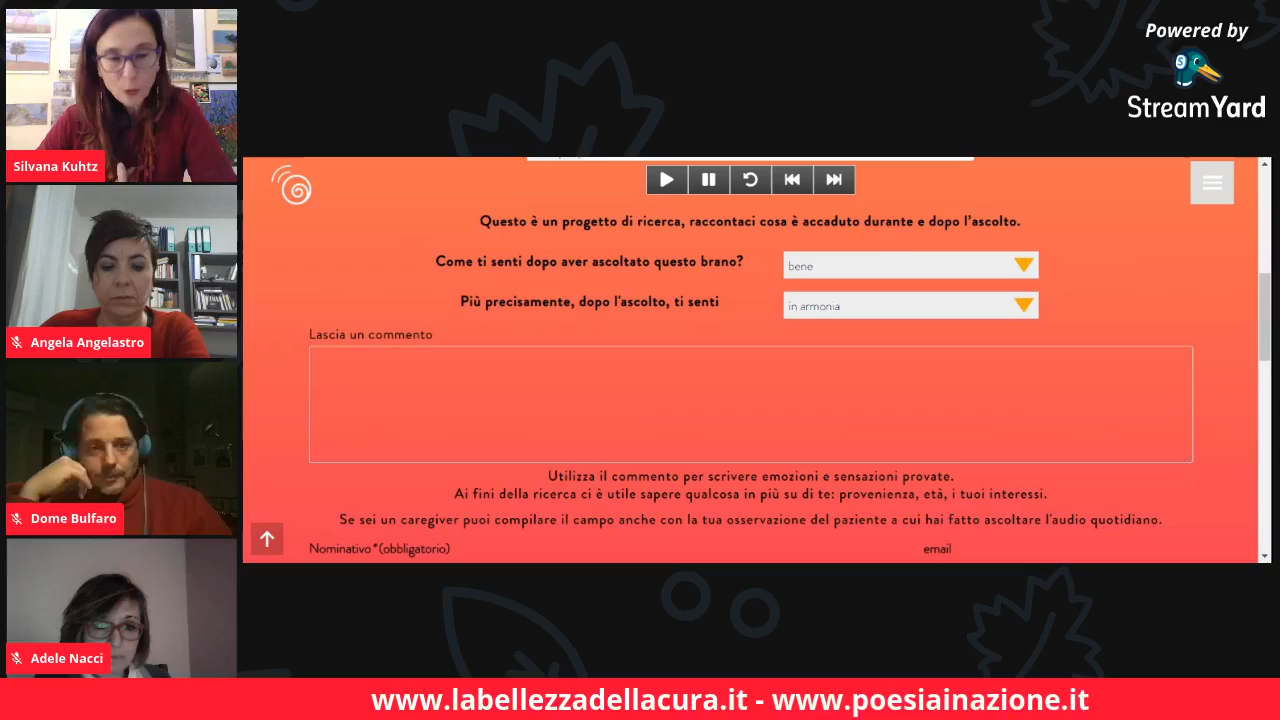 Powered by
StreamYard
Silvana Kuhtz
Angela Angelastro
Dome Bulfaro
Adele Nacci
Questo è un progetto di ricerca, raccontaci cosa è accaduto durante e dopo l'ascolto.
Come ti senti dopo aver ascoltato questo brano?
bene
Più precisamente, dopo l'ascolto, ti senti
in armonia
Lascia un commento
Utilizza il commento per scrivere emozioni e sensazioni provate.
Ai fini della ricerca ci è utile sapere qualcosa in più su di te: provenienza, età, i tuoi interessi.
Se sei un caregiver puoi compilare il campo anche con la tua osservazione del paziente a cui hai fatto ascoltare l'audio quotidiano.
Nominativo*(obbligatorio)
email
www.labellezzadellacura.it - www.poesiainazione.it